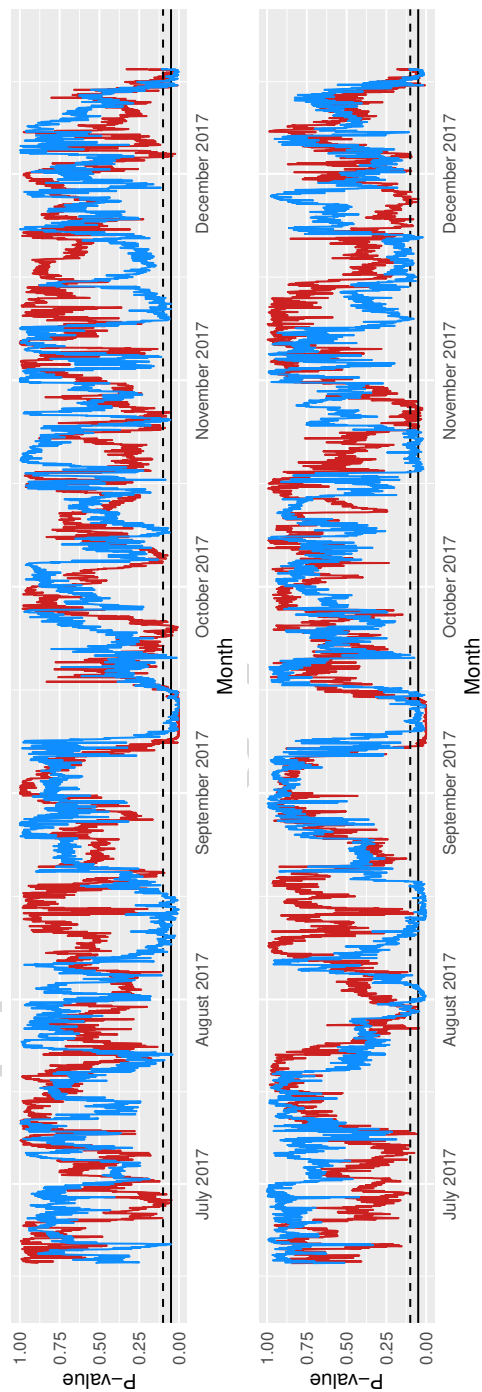 1.00
0.75
0.50
0.25
0.00
P−value
July 2017
August 2017
September 2017
October 2017
November 2017
December 2017
Month
1.00
0.75
0.50
0.25
0.00
P−value
July 2017
August 2017
September 2017
October 2017
November 2017
December 2017
Month